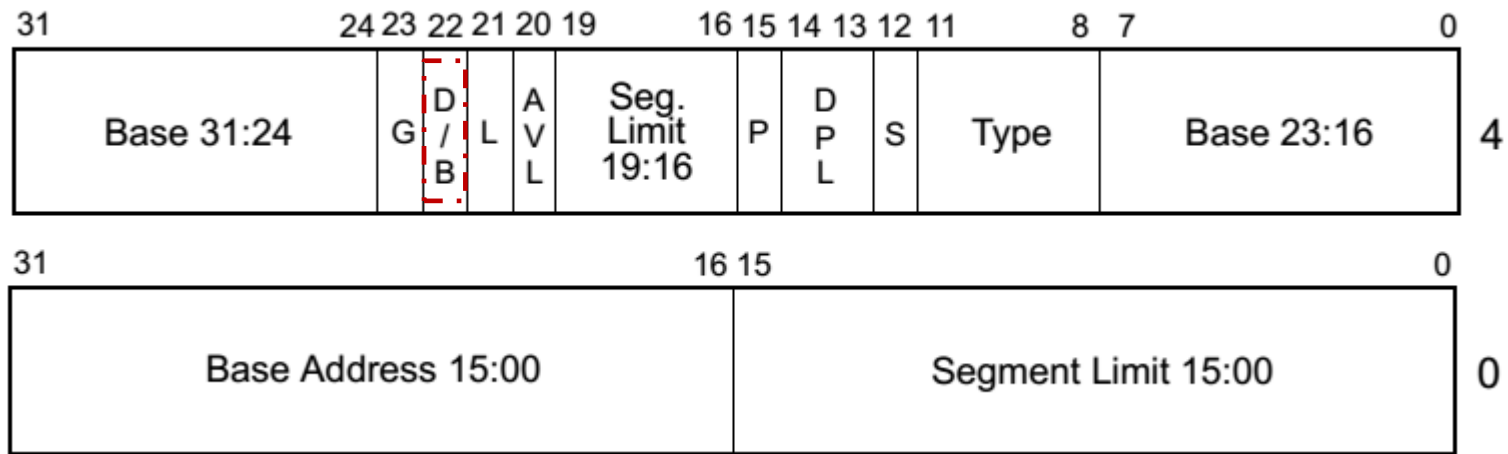 31 24 23 22 21 20 19 16 15 14 13 12 11 8 7 0
Base 31:24 G D/B L AVL Seg. Limit 19:16 P DPL S Type Base 23:16 4
31 16 15 0
Base Address 15:00 Segment Limit 15:00 0